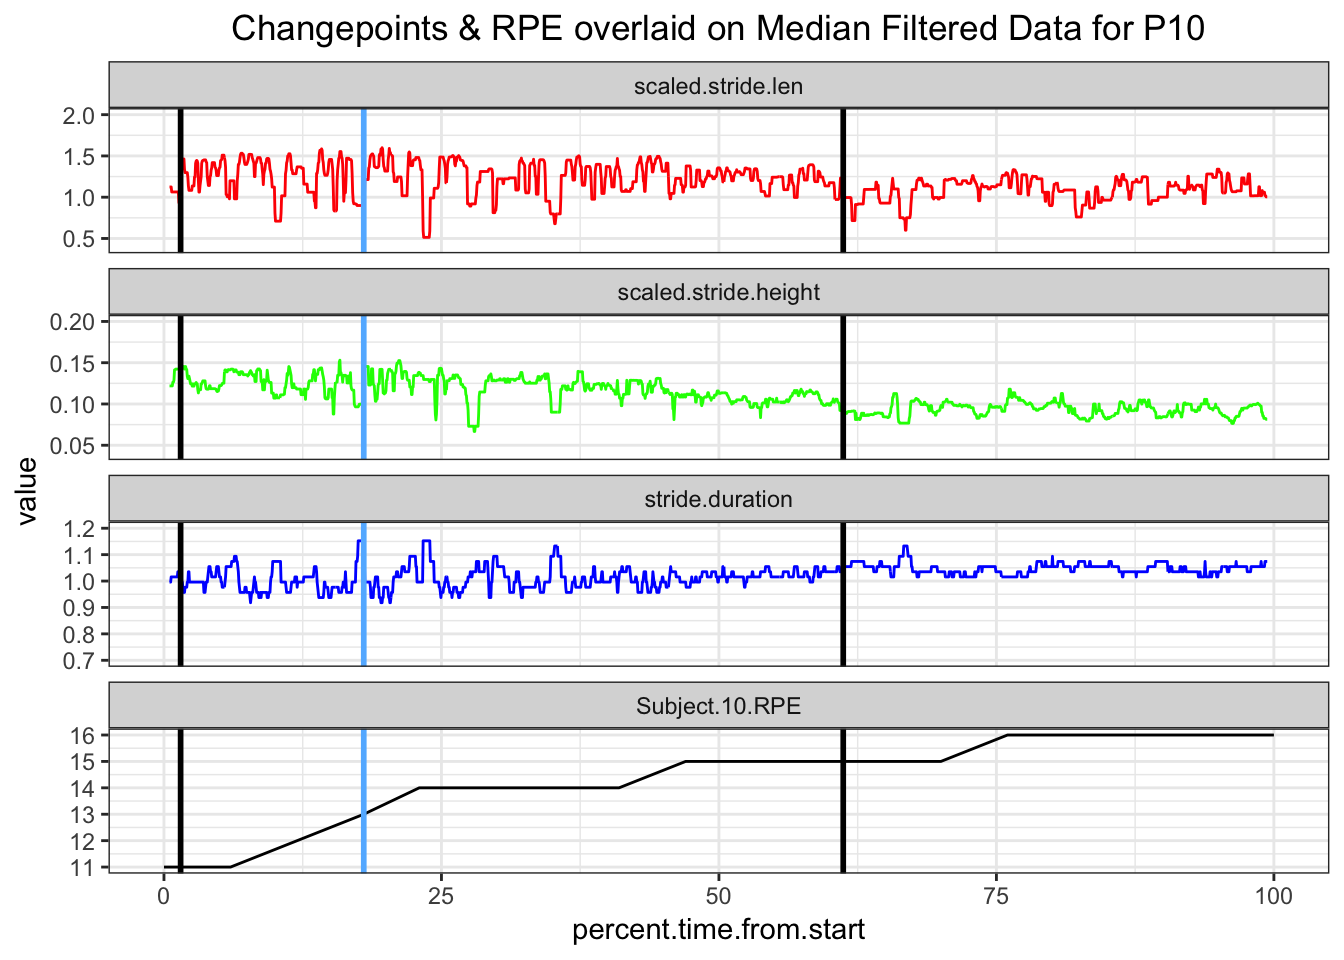 Changepoints & RPE overlaid on Median Filtered Data for P10
scaled.stride.len
2.0
1.5
1.0
0.5
scaled.stride.height
0.20
0.15
0.10
0.05
value
stride.duration
1.2
1.1
1.0
0.9
0.8
0.7
Subject.10.RPE
16
15
14
13
12
11
0 25 50 75 100
percent.time.from.start